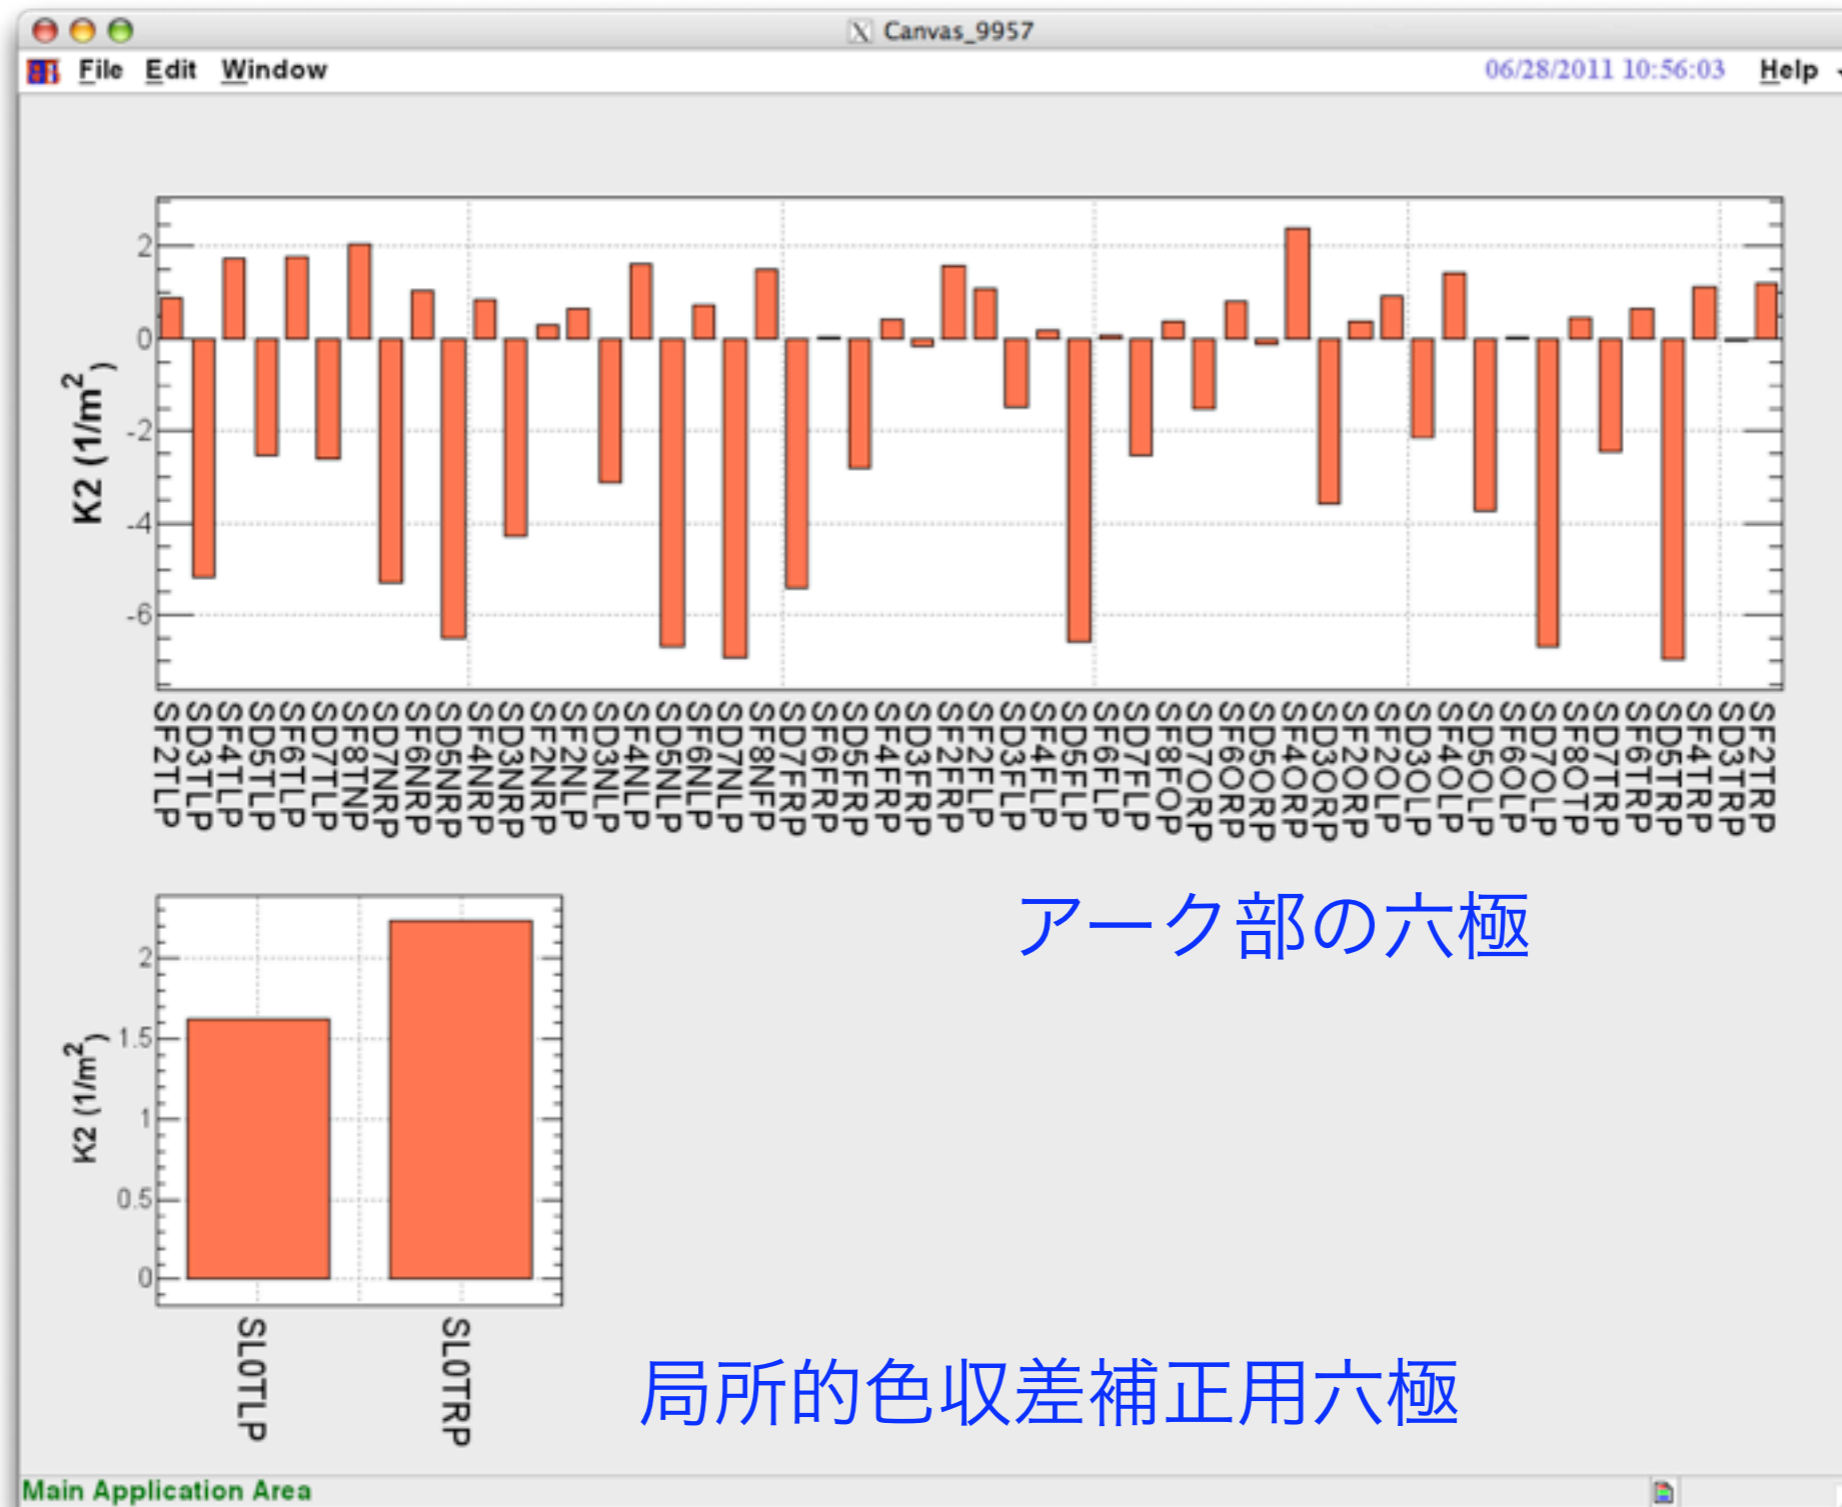 Canvas_9957
File Edit Window 06/28/2011 10:56:03 Help
2
0
-2
-4
-6
K2 (1/m²)
SF2TLP SD3TLP SF4TLP SD5TLP SF6TLP SD7TLP SF8TNP SD7NRP SF6NRP SD5NRP SF4NRP SD3NRP SF2NRP SF2NLP SD3NLP SF4NLP SD5NLP SF6NLP SD7NLP SF8NFP SD7FRP SF6FRP SD5FRP SF4FRP SD3FRP SF2FRP SF2FLP SD3FLP SF4FLP SD5FLP SF6FLP SD7FLP SF8FOP SD7ORP SF6ORP SD5ORP SF4ORP SD3ORP SF2ORP SF2OLP SD3OLP SF4OLP SD5OLP SF6OLP SD7OLP SF8OTP SD7TRP SF6TRP SD5TRP SF4TRP SD3TRP SF2TRP
アーク部の六極
2
1.5
1
0.5
0
K2 (1/m²)
SL0TLP SL0TRP
局所的色収差補正用六極
Main Application Area